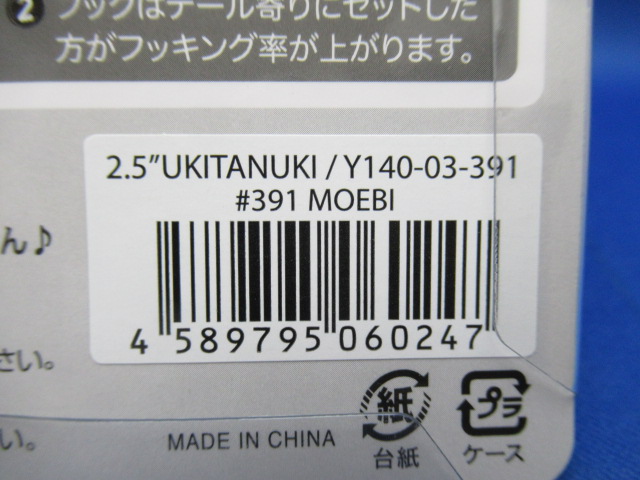 ❷ フックはテール寄りにセットした
方がフッキング率が上がります。
2.5”UKITANUKI / Y140-03-391
#391 MOEBI
ん♪
4 589795 060247
さい。
い。
MADE IN CHINA
紙
台紙
プラ
ケース